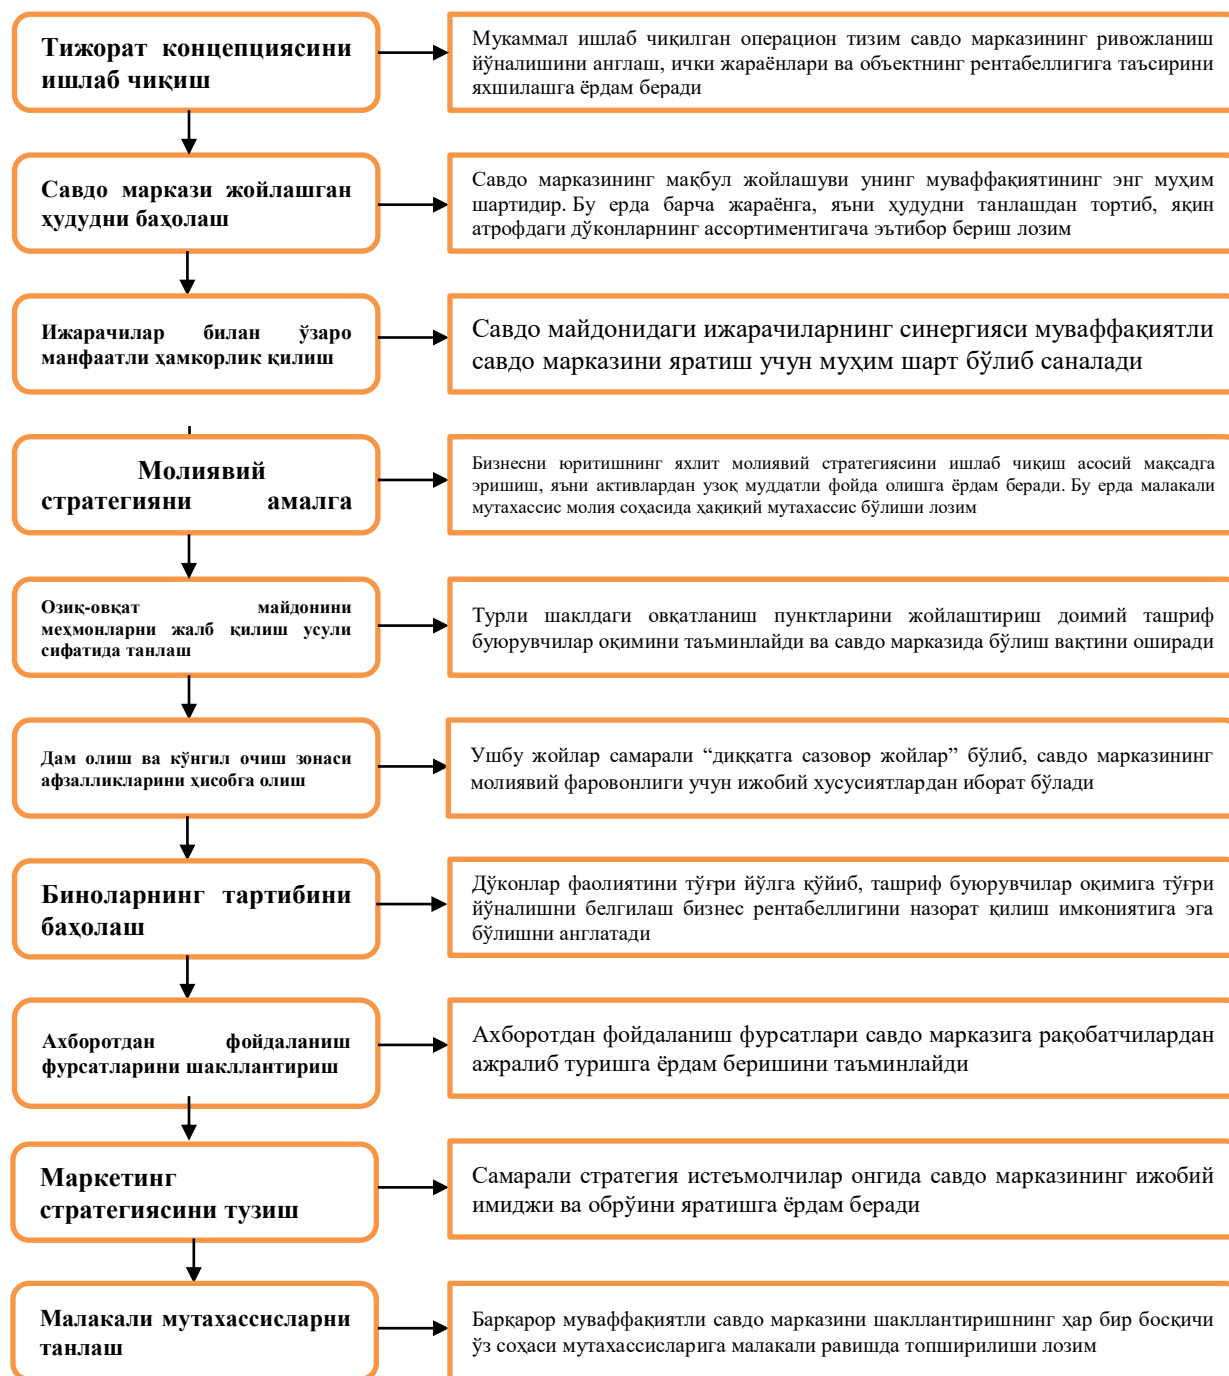 Тижорат концепциясини
ишлаб чиқиш
Мукаммал ишлаб чиқилган операцион тизим савдо марказининг ривожланиш
йўналишини англаш, ички жараёнлари ва объектнинг рентабеллигига таъсирини
яхшилашга ёрдам беради
Савдо маркази жойлашган
ҳудудни баҳолаш
Савдо марказининг мақбул жойлашуви унинг муваффақиятининг энг муҳим
шартидир. Бу ерда барча жараёнга, яъни ҳудудни танлашдан тортиб, яқин
атрофдаги дўконларнинг ассортиментигача эътибор бериш лозим
Ижарачилар билан ўзаро
манфаатли ҳамкорлик қилиш
Савдо майдонидаги ижарачиларнинг синергияси муваффақиятли
савдо марказини яратиш учун муҳим шарт бўлиб саналади
Молиявий
стратегияни амалга
Бизнесни юритишнинг яхлит молиявий стратегиясини ишлаб чиқиш асосий мақсадга
эришиш, яъни активлардан узоқ муддатли фойда олишга ёрдам беради. Бу ерда малакали
мутахассис молия соҳасида ҳақиқий мутахассис бўлиши лозим
Озиқ-овқат майдонини
меҳмонларни жалб қилиш усули
сифатида танлаш
Турли шаклдаги овқатланиш пунктларини жойлаштириш доимий ташриф
буюрувчилар оқимини таъминлайди ва савдо марказида бўлиш вақтини оширади
Дам олиш ва кўнгил очиш зонаси
афзалликларини ҳисобга олиш
Ушбу жойлар самарали “диққатга сазовор жойлар” бўлиб, савдо марказининг
молиявий фаровонлиги учун ижобий хусусиятлардан иборат бўлади
Биноларнинг тартибини
баҳолаш
Дўконлар фаолиятини тўғри йўлга қўйиб, ташриф буюрувчилар оқимига тўғри
йўналишни белгилаш бизнес рентабеллигини назорат қилиш имкониятига эга
бўлишни англатади
Ахборотдан фойдаланиш
фурсатларини шакллантириш
Ахборотдан фойдаланиш фурсатлари савдо марказига рақобатчилардан
ажралиб туришга ёрдам беришини таъминлайди
Маркетинг
стратегиясини тузиш
Самарали стратегия истеъмолчилар онгида савдо марказининг ижобий
имиджи ва обрўйини яратишга ёрдам беради
Малакали мутахассисларни
танлаш
Барқарор муваффақиятли савдо марказини шакллантиришнинг ҳар бир босқичи
ўз соҳаси мутахассисларига малакали равишда топширилиши лозим